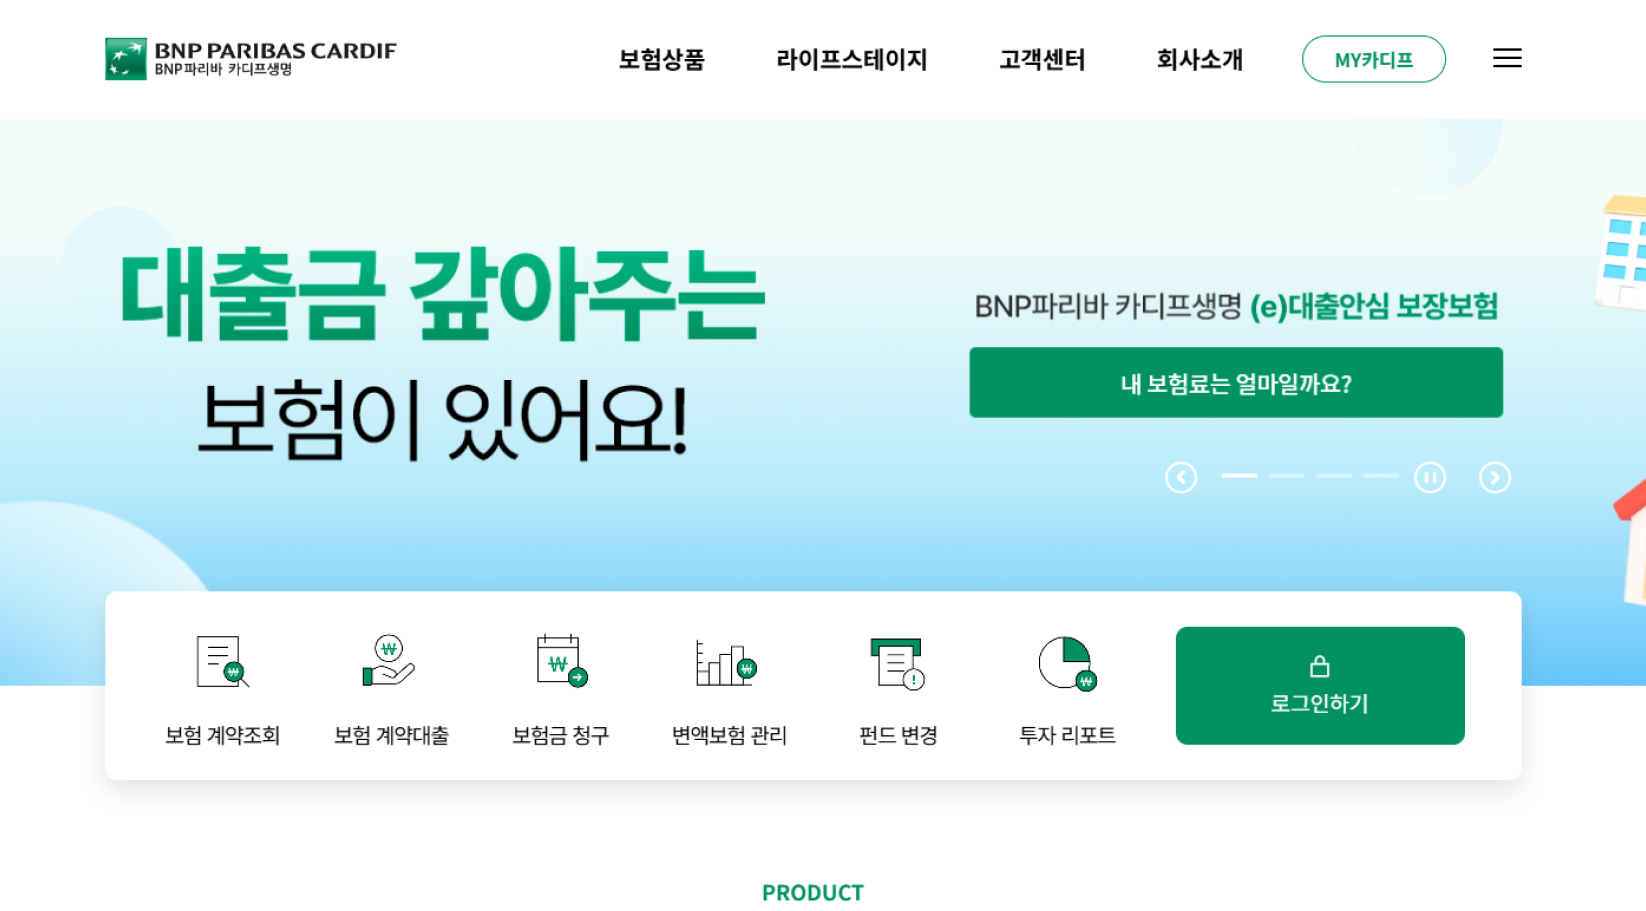 BNP PARIBAS CARDIF
BNP파리바 카디프생명
보험상품
라이프스테이지
고객센터
회사소개
MY카디프
대출금 갚아주는
보험이 있어요!
BNP파리바 카디프생명 (e)대출안심 보장보험
내 보험료는 얼마일까요?
보험 계약조회
보험 계약대출
보험금 청구
변액보험 관리
펀드 변경
투자 리포트
로그인하기
PRODUCT